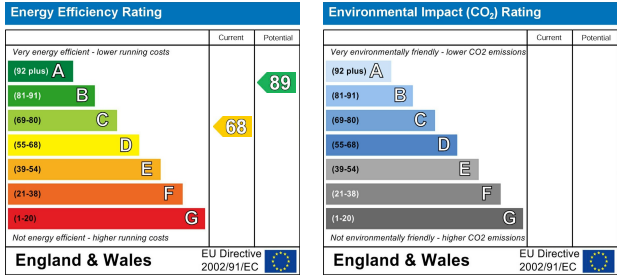 Energy Efficiency Rating
Current Potential
Very energy efficient - lower running costs
(92 plus) A
(81-91) B
(69-80) C
(55-68) D
(39-54) E
(21-38) F
(1-20) G
89
68
Not energy efficient - higher running costs
England & Wales
EU Directive
2002/91/EC
Environmental Impact (CO₂) Rating
Current Potential
Very environmentally friendly - lower CO2 emissions
(92 plus) A
(81-91) B
(69-80) C
(55-68) D
(39-54) E
(21-38) F
(1-20) G
Not environmentally friendly - higher CO2 emissions
England & Wales
EU Directive
2002/91/EC